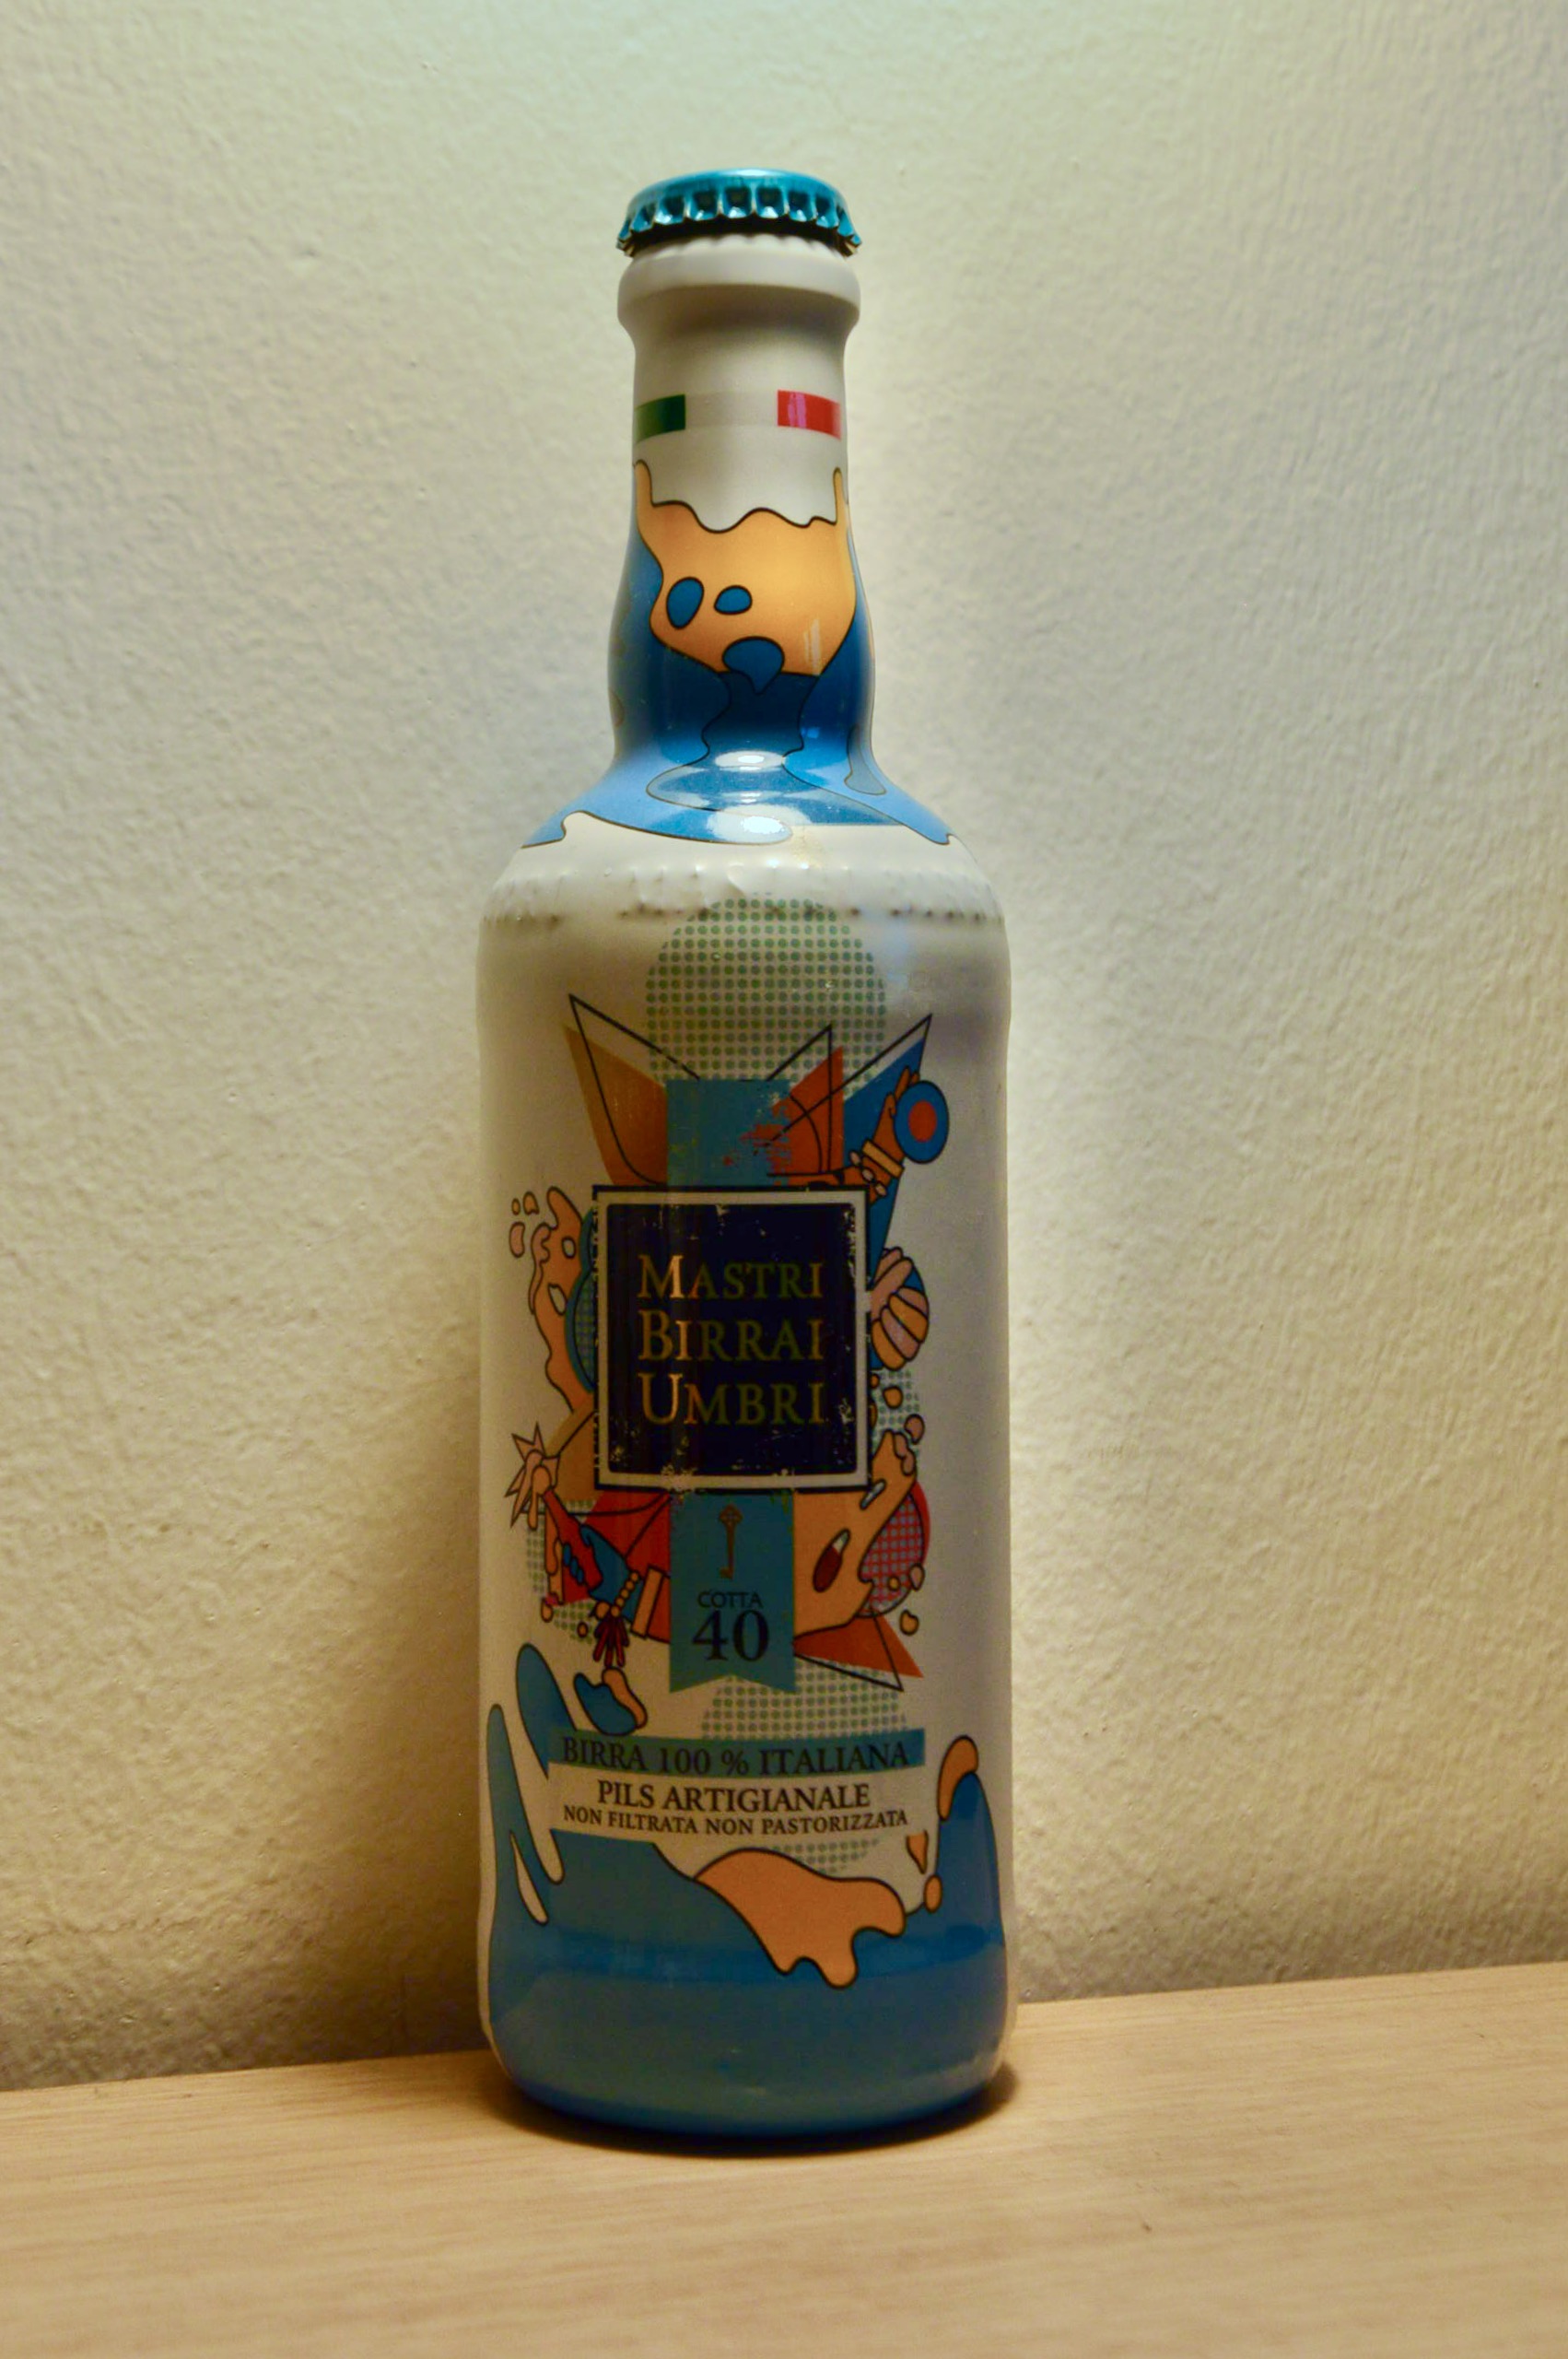 MASTRI
BIRRAI
UMBRI
COTTA
40
BIRRA 100 % ITALIANA
PILS ARTIGIANALE
NON FILTRATA NON PASTORIZZATA